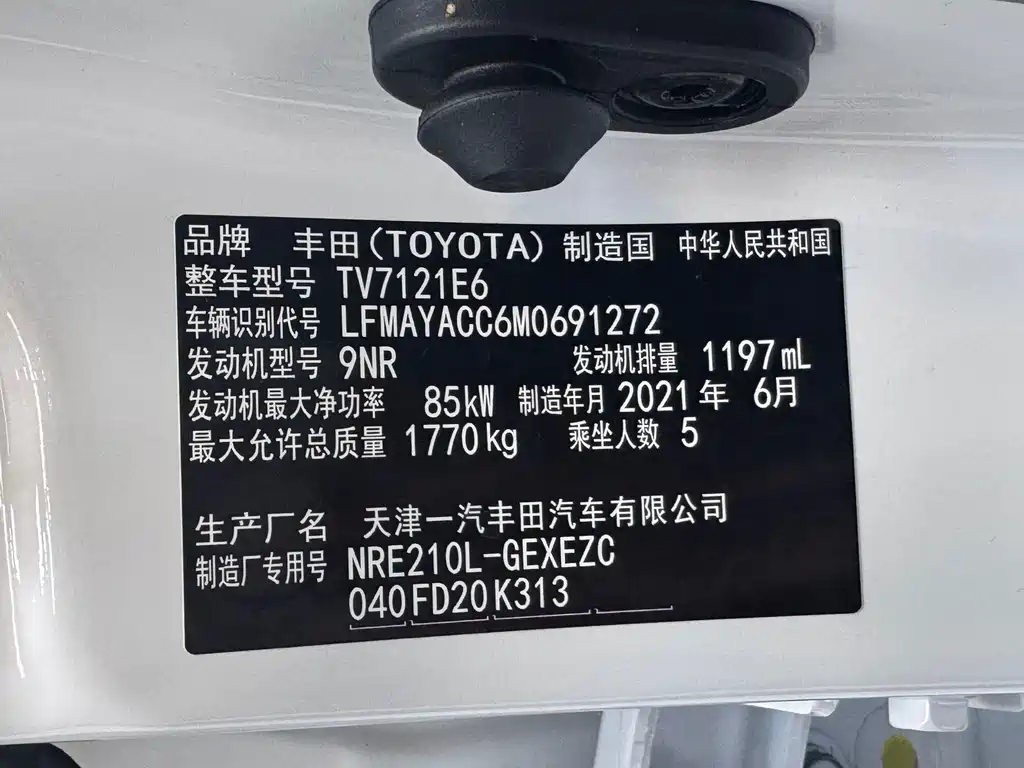 品牌 丰田(TOYOTA) 制造国 中华人民共和国
整车型号 TV7121E6
车辆识别代号 LFMAYACC6M0691272
发动机型号 9NR 发动机排量 1197mL
发动机最大净功率 85kW 制造年月 2021年 6月
最大允许总质量 1770kg 乘坐人数 5
生产厂名 天津一汽丰田汽车有限公司
制造厂专用号 NRE210L-GEXEZC
040 FD20 K313